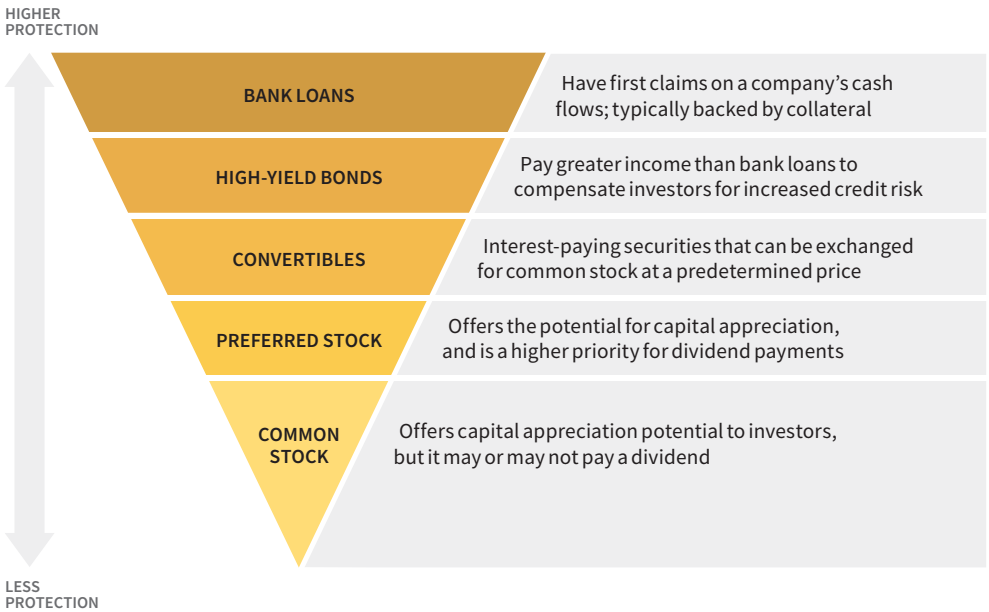 HIGHER
PROTECTION
BANK LOANS
Have first claims on a company’s cash
flows; typically backed by collateral
HIGH-YIELD BONDS
Pay greater income than bank loans to
compensate investors for increased credit risk
CONVERTIBLES
Interest-paying securities that can be exchanged
for common stock at a predetermined price
PREFERRED STOCK
Offers the potential for capital appreciation,
and is a higher priority for dividend payments
COMMON
STOCK
Offers capital appreciation potential to investors,
but it may or may not pay a dividend
LESS
PROTECTION